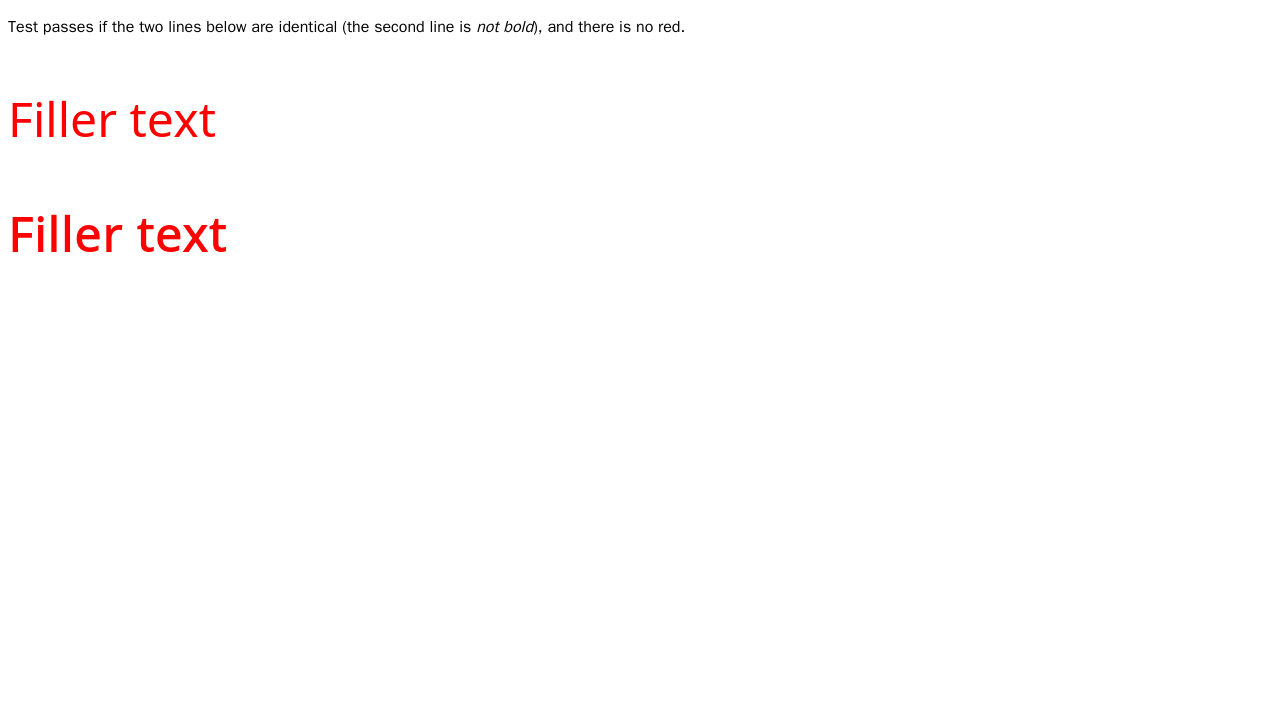 Test passes if the two lines below are identical (the second line is not bold), and there is no red.
Filler text
Filler text